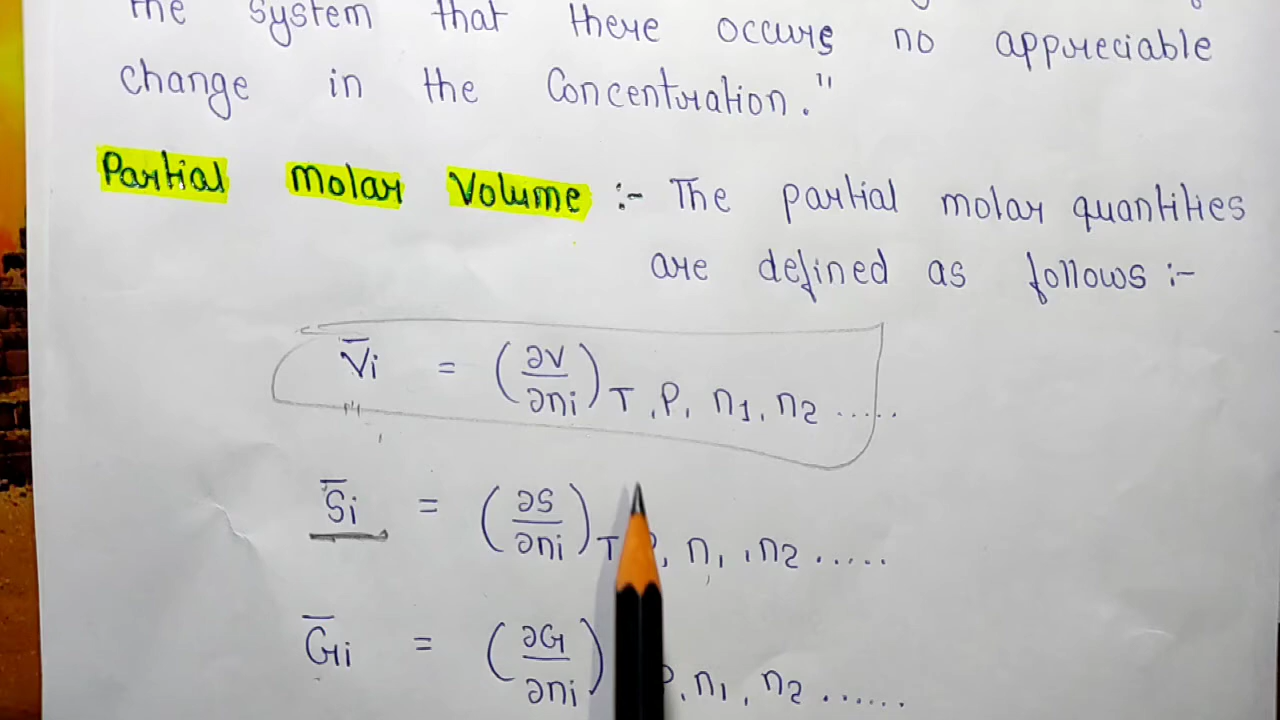 the system that there occurs no appreciable
change in the Concentration."
Partial Molar Volume :- The partial molar quantities
are defined as follows :-
V̅i = (∂V/∂ni) T, P, n1, n2 .....
S̅i = (∂S/∂ni) T P, n1, n2 .....
G̅i = (∂G/∂ni) P, n1, n2 ......